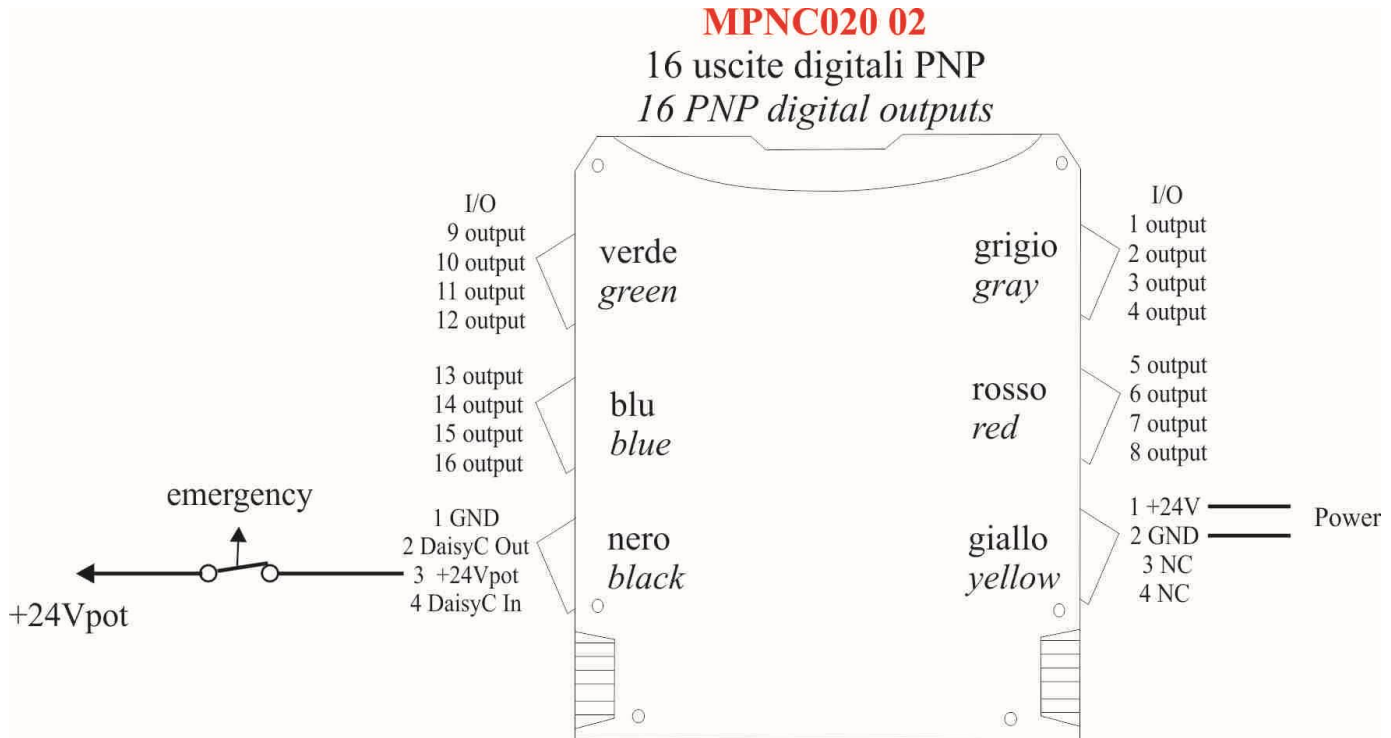 MPNC020 02
16 uscite digitali PNP
16 PNP digital outputs
I/O
9 output
10 output
11 output
12 output
verde
green
13 output
14 output
15 output
16 output
blu
blue
emergency
+24Vpot
1 GND
2 DaisyC Out
3 +24Vpot
4 DaisyC In
nero
black
grigio
gray
I/O
1 output
2 output
3 output
4 output
rosso
red
5 output
6 output
7 output
8 output
giallo
yellow
1 +24V
2 GND
3 NC
4 NC
Power